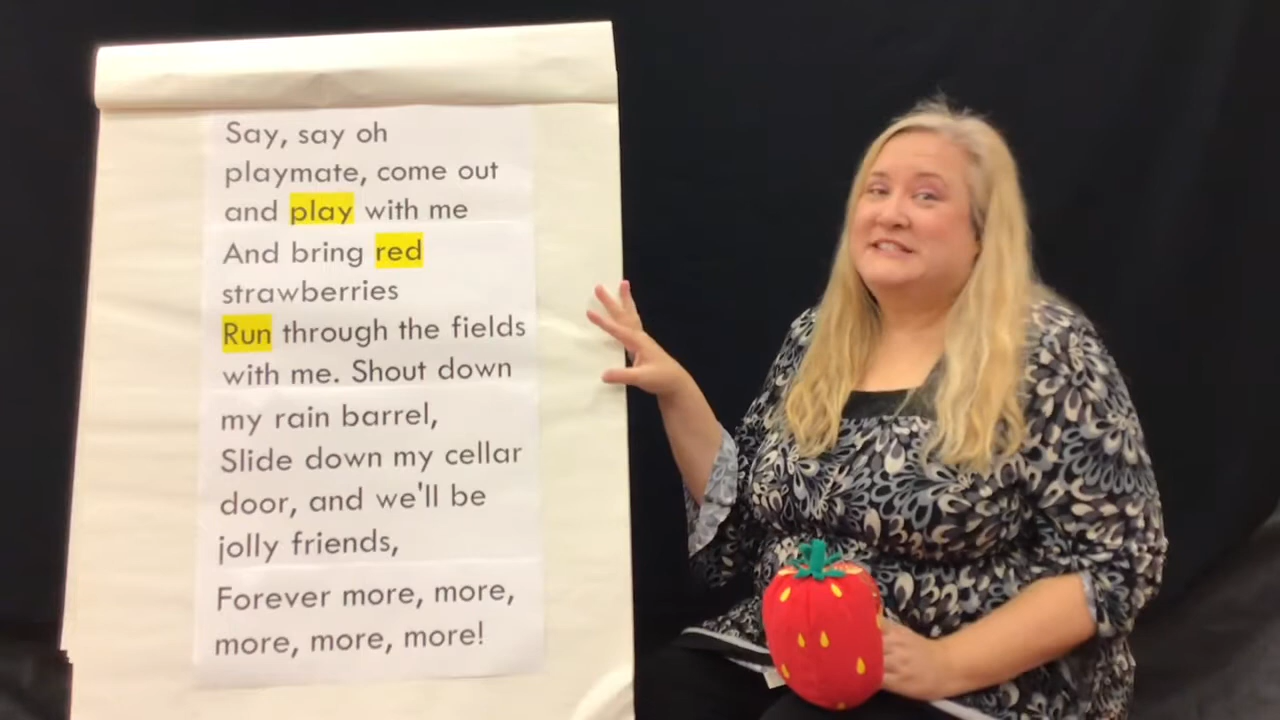 Say, say oh
playmate, come out
and play with me
And bring red
strawberries
Run through the fields
with me. Shout down
my rain barrel,
Slide down my cellar
door, and we'll be
jolly friends,
Forever more, more,
more, more, more!